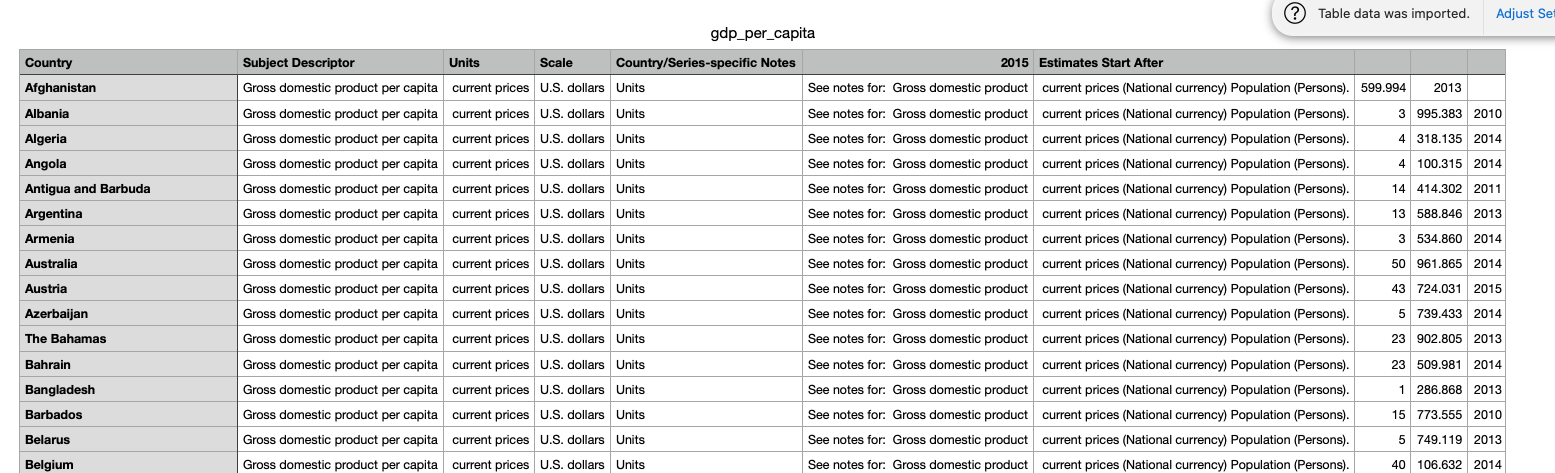 ? Table data was imported. Adjust Set
gdp_per_capita
Country Subject Descriptor Units Scale Country/Series-specific Notes 2015 Estimates Start After
Afghanistan Gross domestic product per capita current prices U.S. dollars Units See notes for: Gross domestic product current prices (National currency) Population (Persons). 599.994 2013
Albania Gross domestic product per capita current prices U.S. dollars Units See notes for: Gross domestic product current prices (National currency) Population (Persons). 3 995.383 2010
Algeria Gross domestic product per capita current prices U.S. dollars Units See notes for: Gross domestic product current prices (National currency) Population (Persons). 4 318.135 2014
Angola Gross domestic product per capita current prices U.S. dollars Units See notes for: Gross domestic product current prices (National currency) Population (Persons). 4 100.315 2014
Antigua and Barbuda Gross domestic product per capita current prices U.S. dollars Units See notes for: Gross domestic product current prices (National currency) Population (Persons). 14 414.302 2011
Argentina Gross domestic product per capita current prices U.S. dollars Units See notes for: Gross domestic product current prices (National currency) Population (Persons). 13 588.846 2013
Armenia Gross domestic product per capita current prices U.S. dollars Units See notes for: Gross domestic product current prices (National currency) Population (Persons). 3 534.860 2014
Australia Gross domestic product per capita current prices U.S. dollars Units See notes for: Gross domestic product current prices (National currency) Population (Persons). 50 961.865 2014
Austria Gross domestic product per capita current prices U.S. dollars Units See notes for: Gross domestic product current prices (National currency) Population (Persons). 43 724.031 2015
Azerbaijan Gross domestic product per capita current prices U.S. dollars Units See notes for: Gross domestic product current prices (National currency) Population (Persons). 5 739.433 2014
The Bahamas Gross domestic product per capita current prices U.S. dollars Units See notes for: Gross domestic product current prices (National currency) Population (Persons). 23 902.805 2013
Bahrain Gross domestic product per capita current prices U.S. dollars Units See notes for: Gross domestic product current prices (National currency) Population (Persons). 23 509.981 2014
Bangladesh Gross domestic product per capita current prices U.S. dollars Units See notes for: Gross domestic product current prices (National currency) Population (Persons). 1 286.868 2013
Barbados Gross domestic product per capita current prices U.S. dollars Units See notes for: Gross domestic product current prices (National currency) Population (Persons). 15 773.555 2010
Belarus Gross domestic product per capita current prices U.S. dollars Units See notes for: Gross domestic product current prices (National currency) Population (Persons). 5 749.119 2013
Belgium Gross domestic product per capita current prices U.S. dollars Units See notes for: Gross domestic product current prices (National currency) Population (Persons). 40 106.632 2014